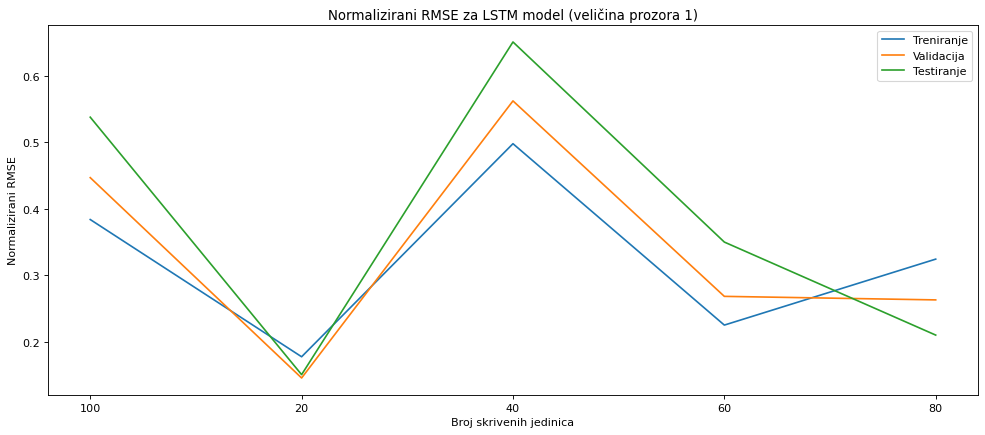 Normalizirani RMSE za LSTM model (veličina prozora 1)
Treniranje
Validacija
Testiranje
0.6
0.5
0.4
0.3
0.2
Normalizirani RMSE
100 20 40 60 80
Broj skrivenih jedinica